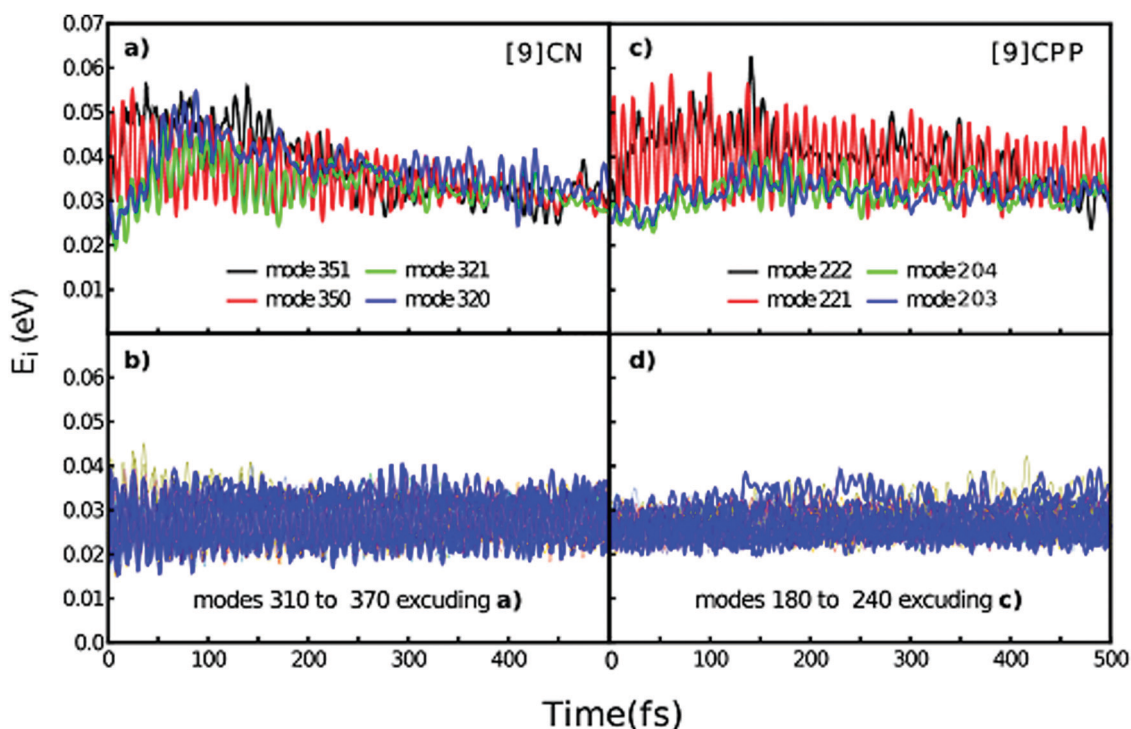 a) [9]CN c) [9]CPP
0.07
0.06
0.05
0.04
0.03
0.02
0.01
mode 351 mode 321
mode 350 mode 320
mode 222 mode 204
mode 221 mode 203
E_i (eV)
b) d)
0.06
0.05
0.04
0.03
0.02
0.01
0.0
modes 310 to 370 excuding a)
modes 180 to 240 excuding c)
0 100 200 300 400 0 100 200 300 400 500
Time(fs)